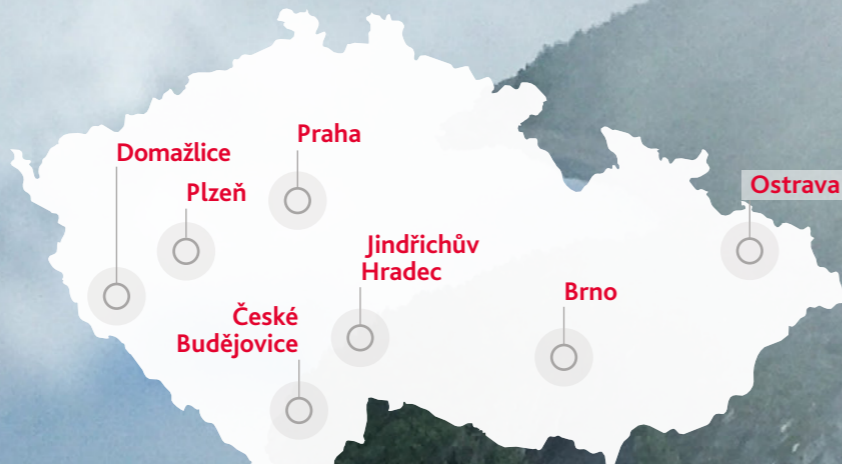 Praha
Domažlice
Plzeň
Ostrava
Jindřichův
Hradec
Brno
České
Budějovice